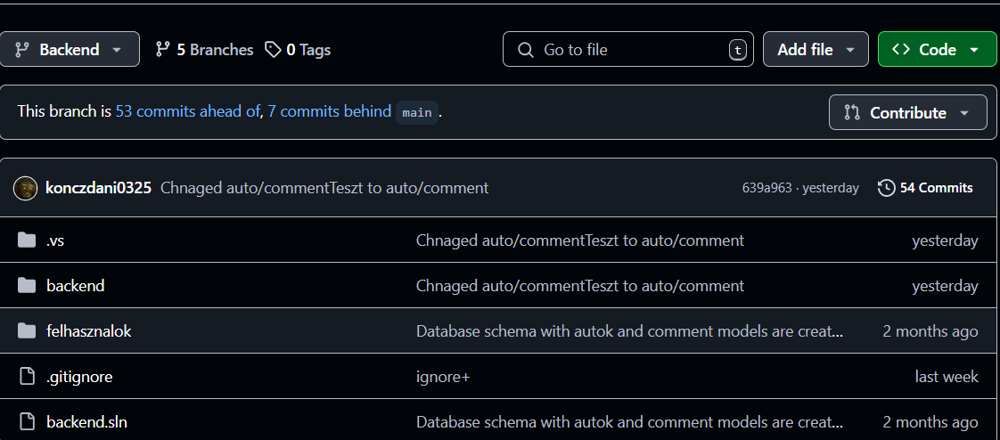 Backend 5 Branches 0 Tags Go to file t Add file Code
This branch is 53 commits ahead of, 7 commits behind main .
Contribute
konczdani0325 Chnaged auto/commentTeszt to auto/comment 639a963 · yesterday 54 Commits
.vs Chnaged auto/commentTeszt to auto/comment yesterday
backend Chnaged auto/commentTeszt to auto/comment yesterday
felhasznalok Database schema with autok and comment models are creat... 2 months ago
.gitignore ignore+ last week
backend.sln Database schema with autok and comment models are creat... 2 months ago